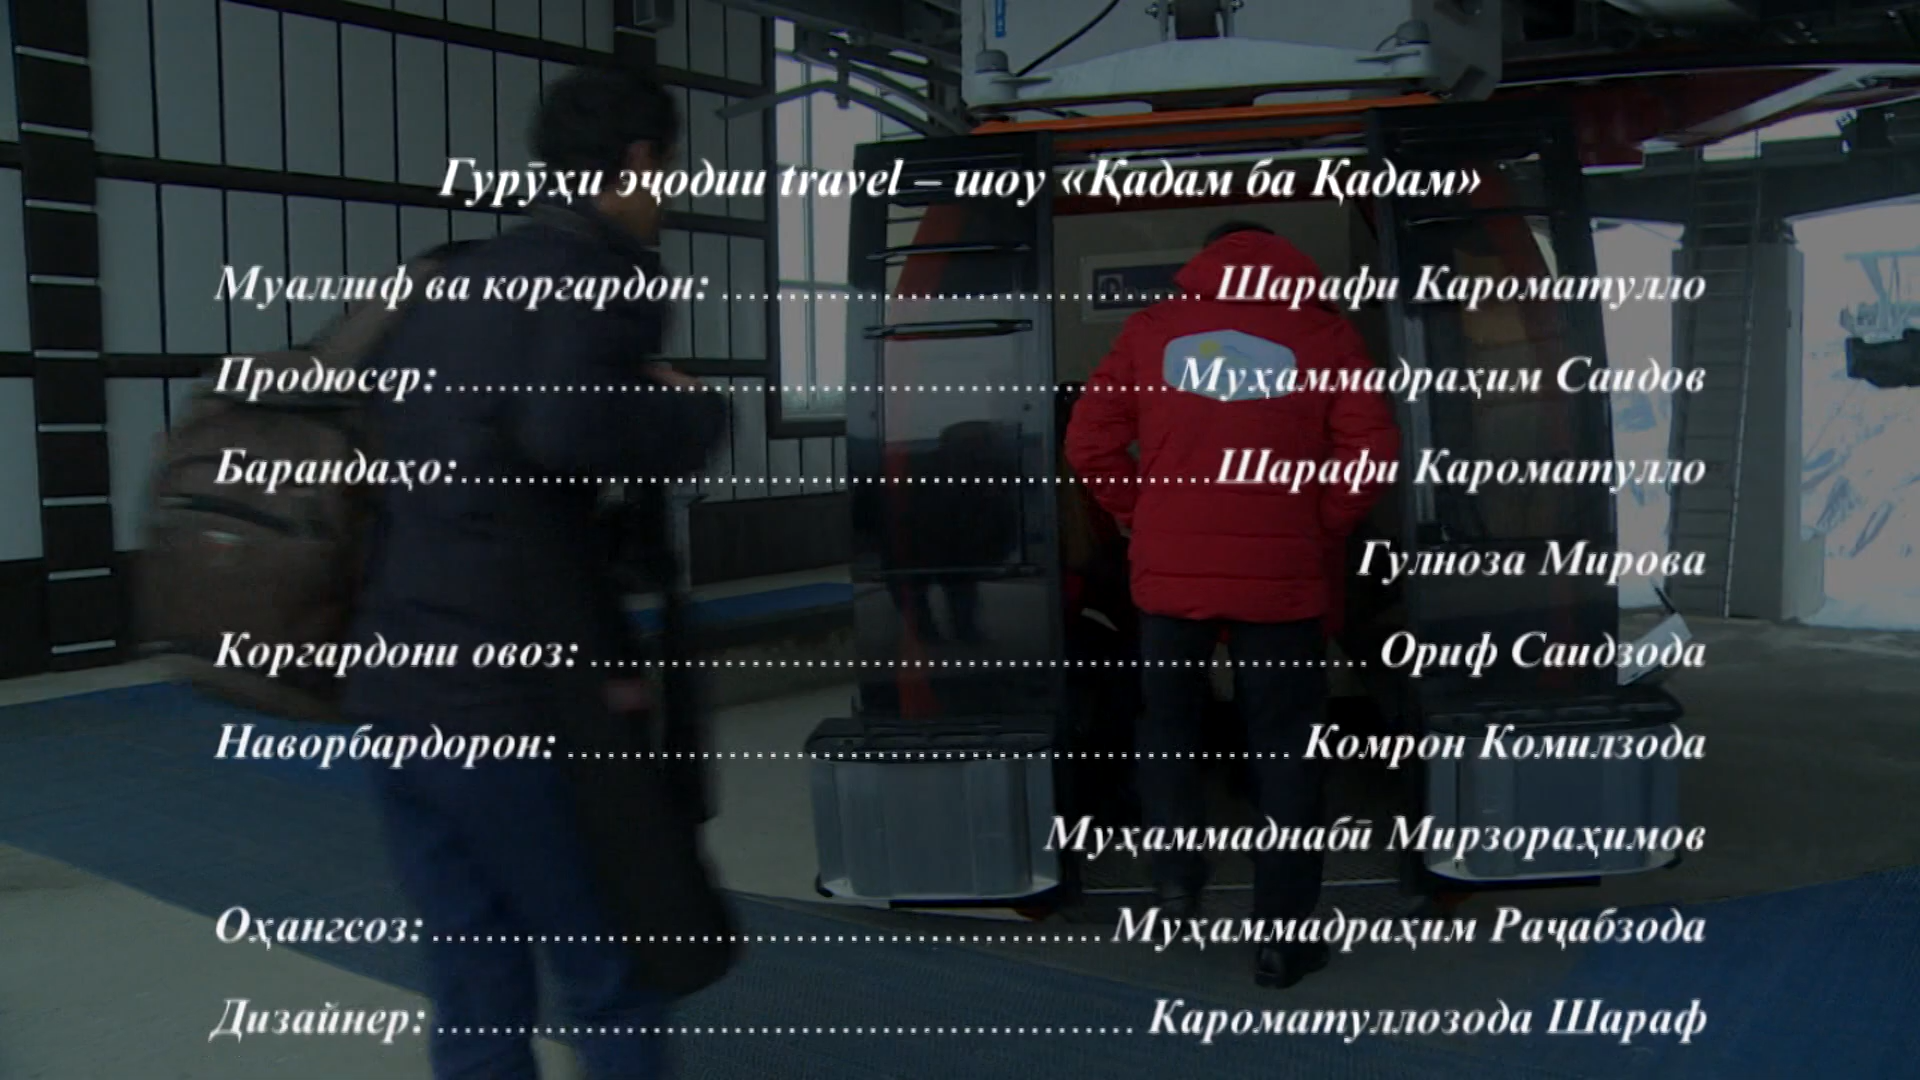 Гурӯҳи эҷодии travel – шоу «Қадам ба Қадам»
Муаллиф ва коргардон: .................................... Шарафи Кароматулло
Продюсер: ...................................................... Муҳаммадраҳим Саидов
Барандаҳо: ........................................................ Шарафи Кароматулло
Гулноза Мирова
Коргардони овоз: .......................................................... Ориф Саидзода
Наворбардорон: ...................................................... Комрон Комилзода
Муҳаммаднабӣ Мирзораҳимов
Оҳангсоз: .................................................. Муҳаммадраҳим Раҷабзода
Дизайнер: .................................................... Кароматуллозода Шараф